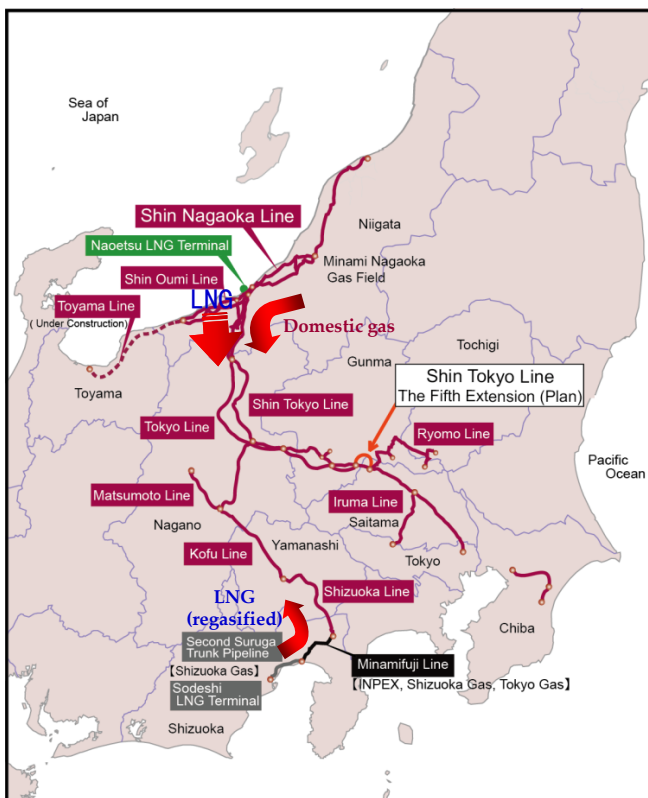 Sea of
Japan
Niigata
Shin Nagaoka Line
Naoetsu LNG Terminal
Minami Nagaoka
Gas Field
Shin Oumi Line
LNG
Toyama Line
( Under Construction)
Domestic gas
Tochigi
Gunma
Toyama
Shin Tokyo Line
The Fifth Extension (Plan)
Shin Tokyo Line
Tokyo Line
Ryomo Line
Pacific
Ocean
Matsumoto Line
Iruma Line
Saitama
Nagano
Yamanashi
Kofu Line
Tokyo
LNG
(regasified)
Shizuoka Line
Chiba
Second Suruga
Trunk Pipeline
Minamifuji Line
【Shizuoka Gas】
【INPEX, Shizuoka Gas, Tokyo Gas】
Sodeshi
LNG Terminal
Shizuoka